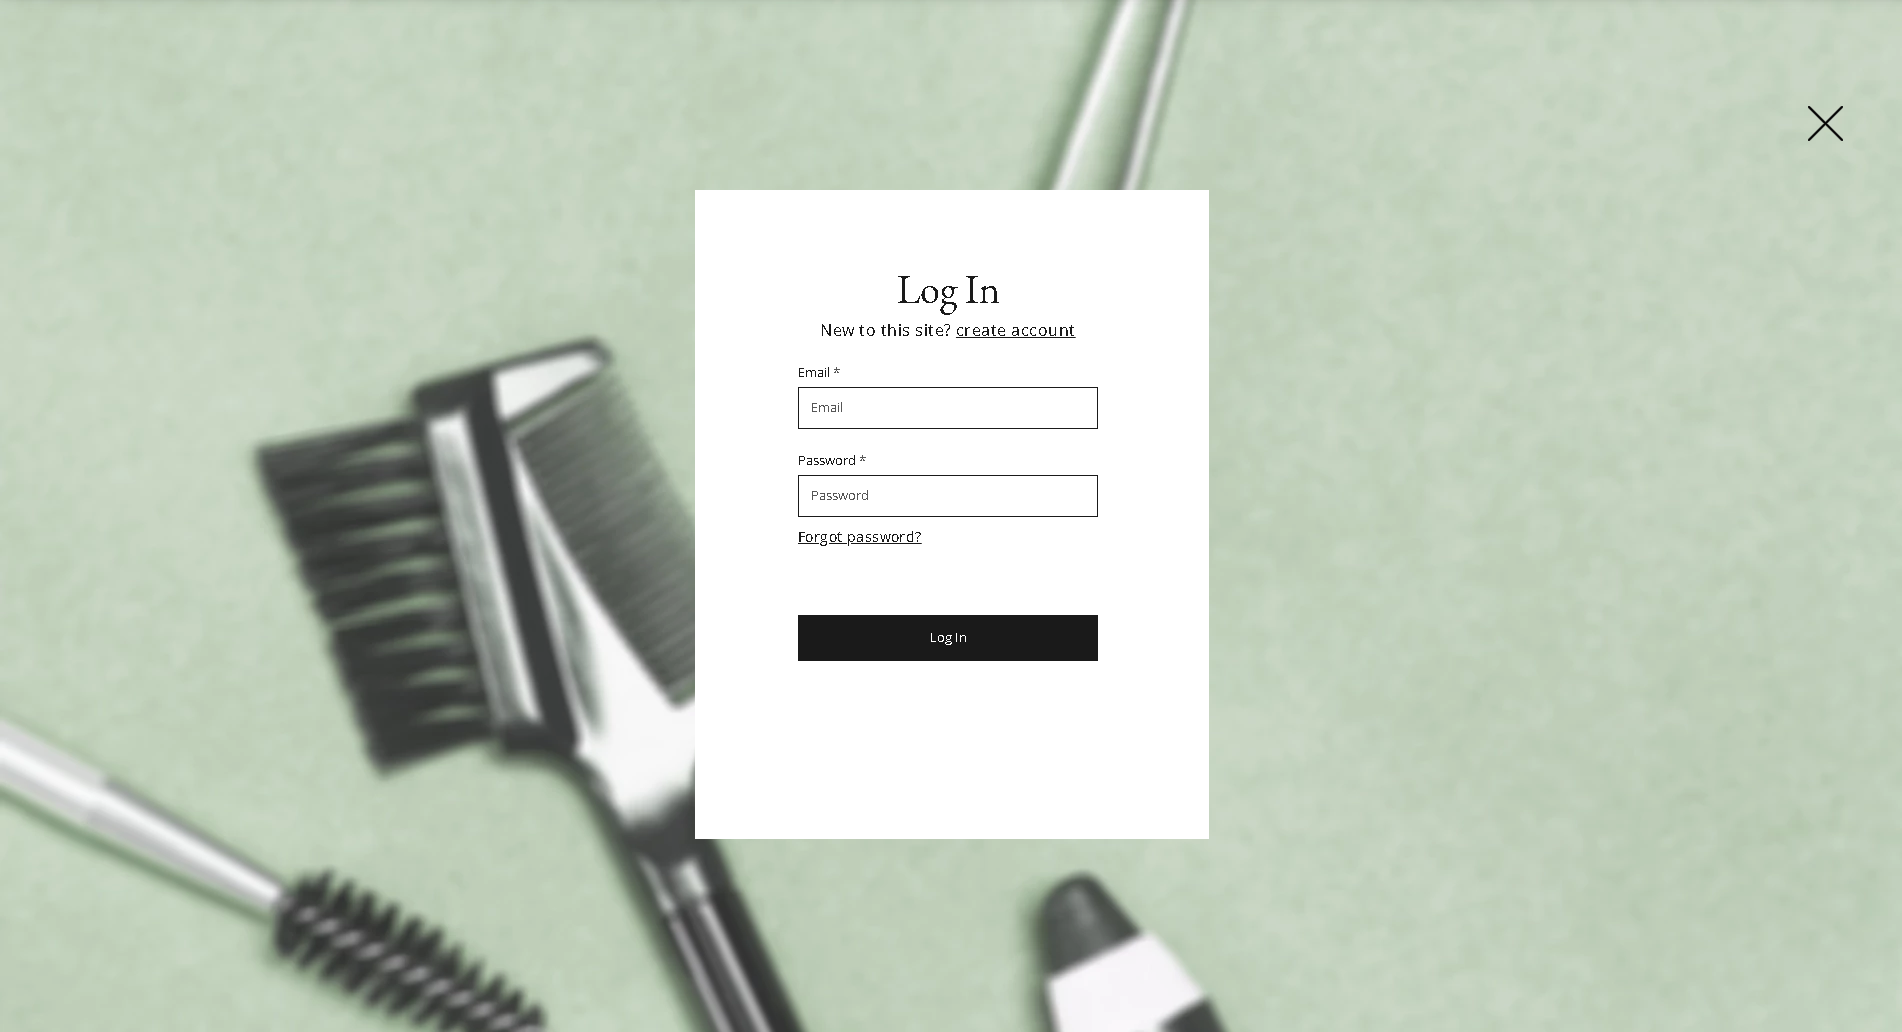 Log In
New to this site? create account
Email *
Email
Password *
Password
Forgot password?
Log In